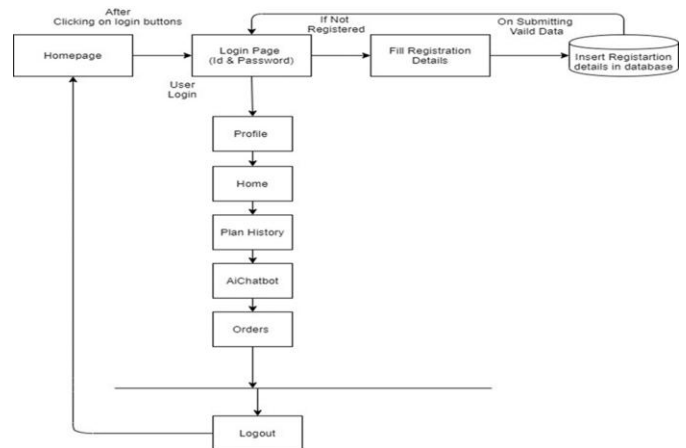 After
Clicking on login buttons
If Not
Registered
On Submitting
Vaild Data
Homepage
Login Page
(Id & Password)
Fill Registration
Details
Insert Registartion
details in database
User
Login
Profile
Home
Plan History
AiChatbot
Orders
Logout